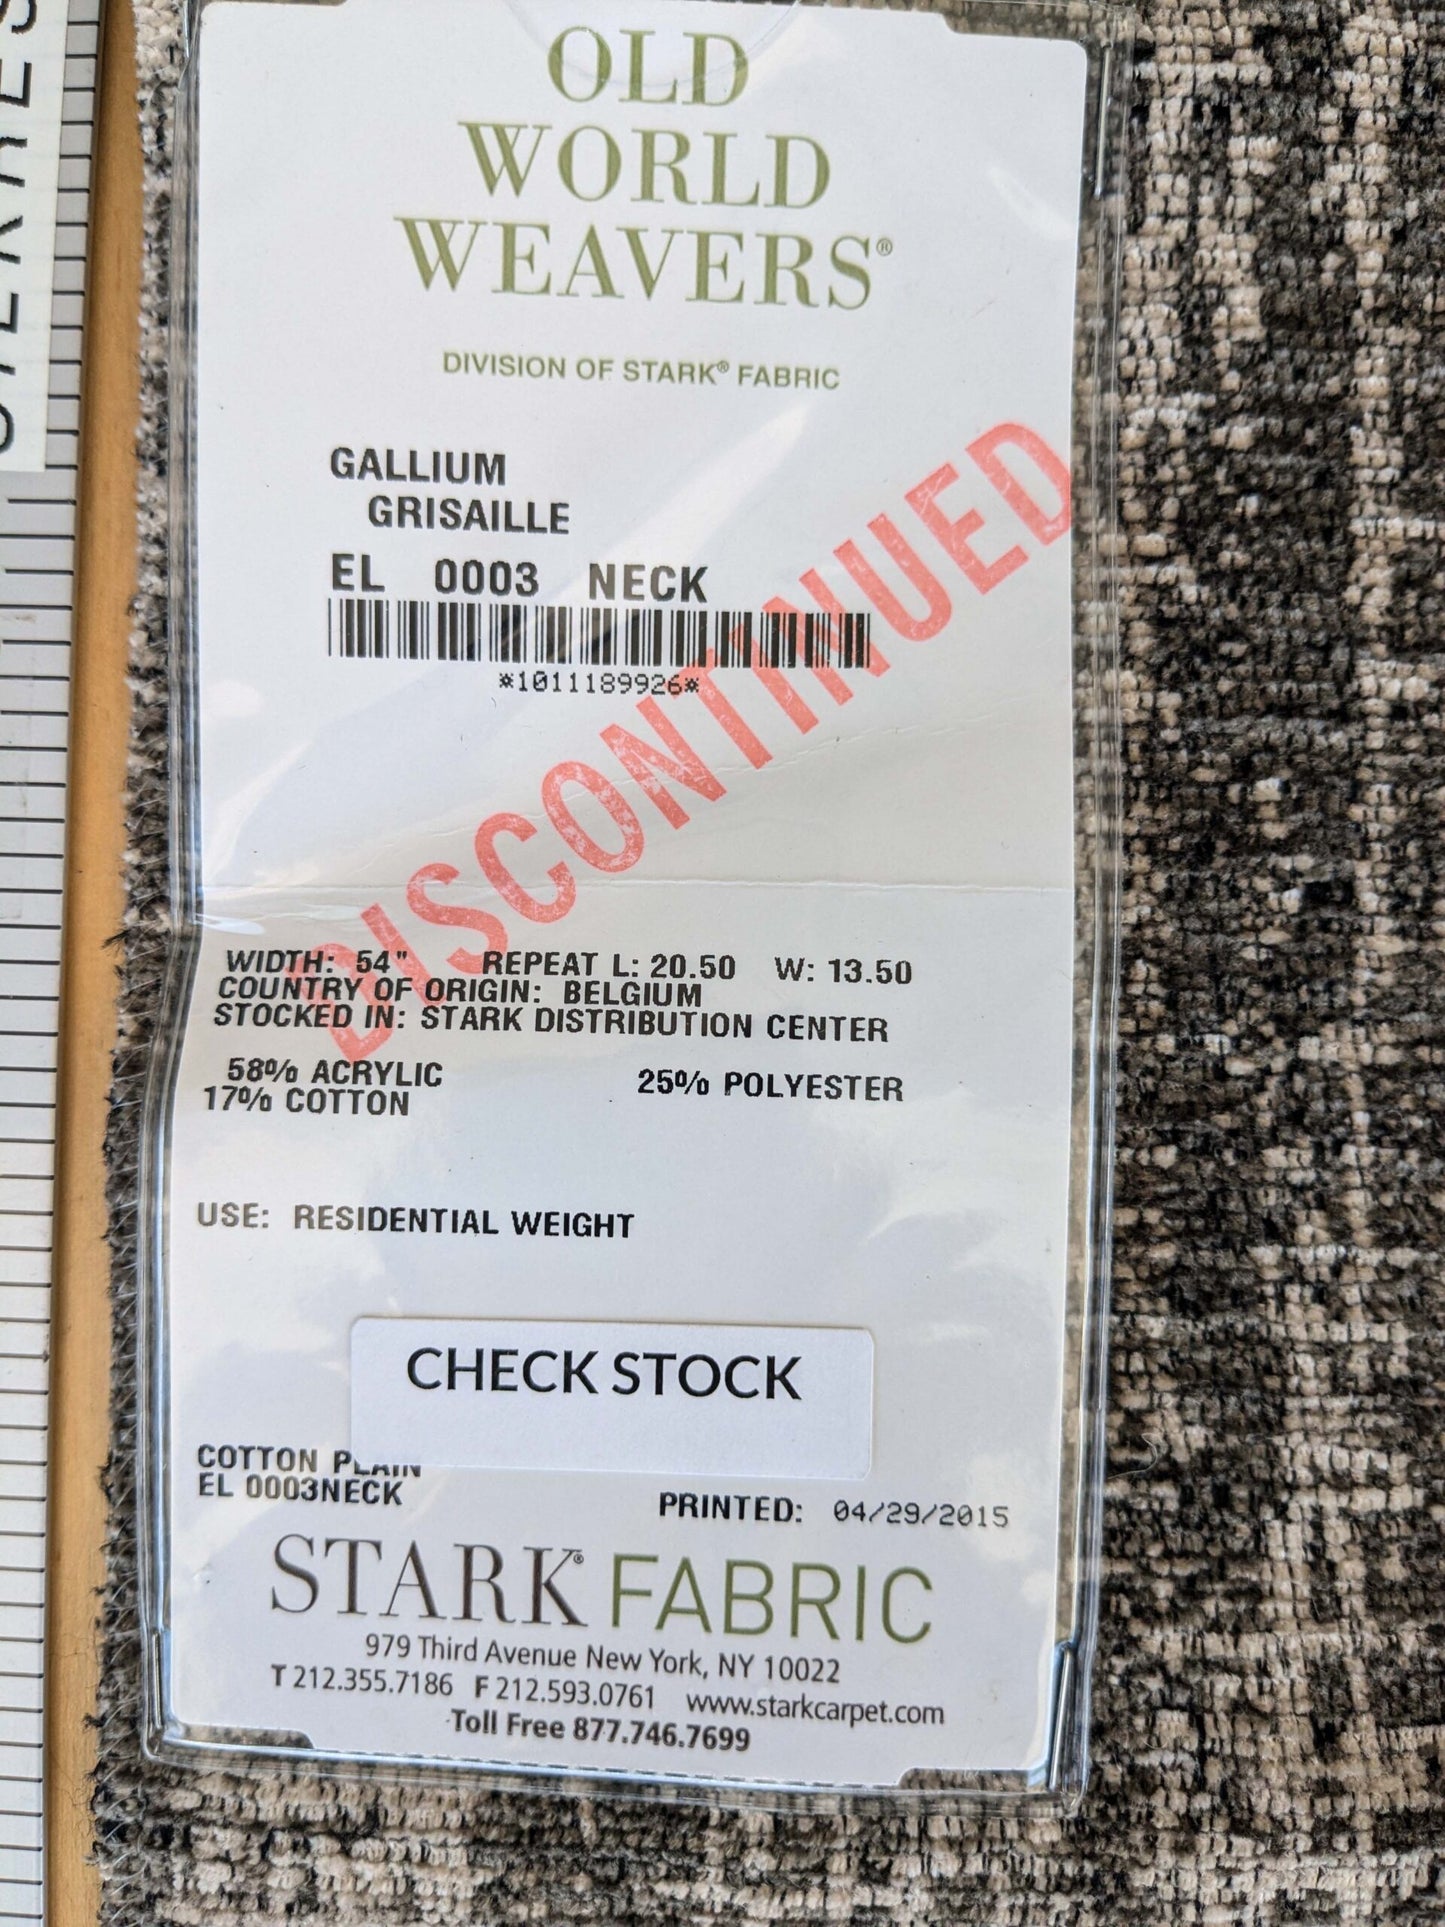 OLD
WORLD
WEAVERS®
DIVISION OF STARK® FABRIC
GALLIUM
GRISAILLE
EL 0003 NECK
*1011189926*
DISCONTINUED
WIDTH: 54" REPEAT L: 20.50 W: 13.50
COUNTRY OF ORIGIN: BELGIUM
STOCKED IN: STARK DISTRIBUTION CENTER
58% ACRYLIC 25% POLYESTER
17% COTTON
USE: RESIDENTIAL WEIGHT
CHECK STOCK
COTTON PLAIN
EL 0003NECK
PRINTED: 04/29/2015
STARK® FABRIC
979 Third Avenue New York, NY 10022
T 212.355.7186 F 212.593.0761 www.starkcarpet.com
Toll Free 877.746.7699